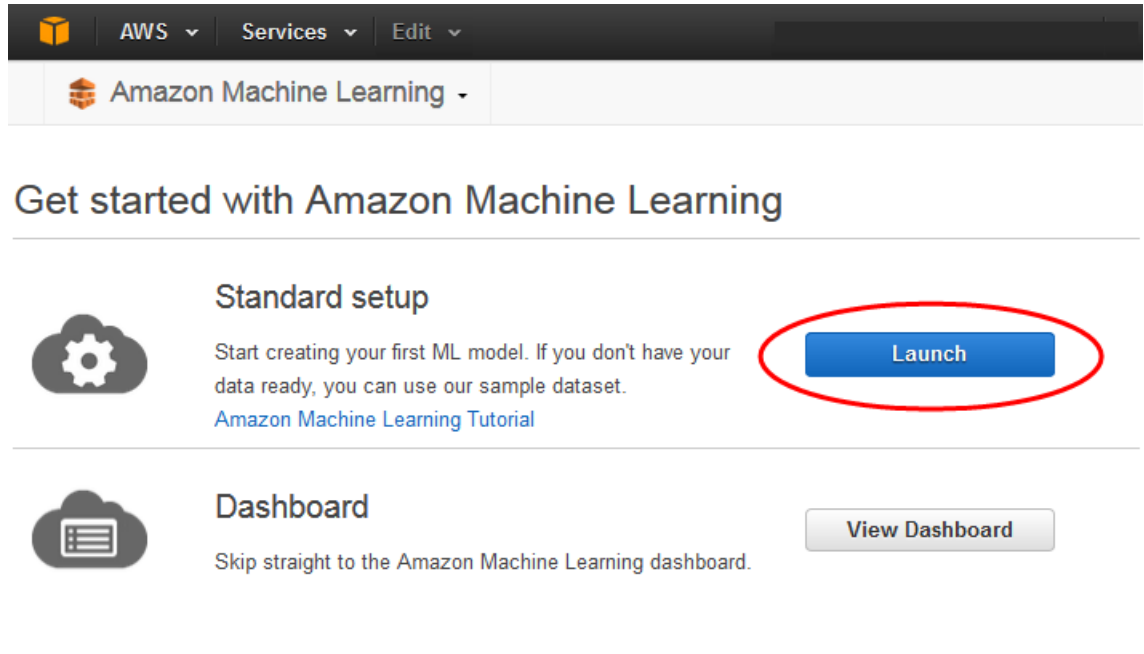 AWS Services Edit
Amazon Machine Learning
Get started with Amazon Machine Learning
Standard setup
Start creating your first ML model. If you don't have your
data ready, you can use our sample dataset.
Amazon Machine Learning Tutorial
Launch
Dashboard
Skip straight to the Amazon Machine Learning dashboard.
View Dashboard